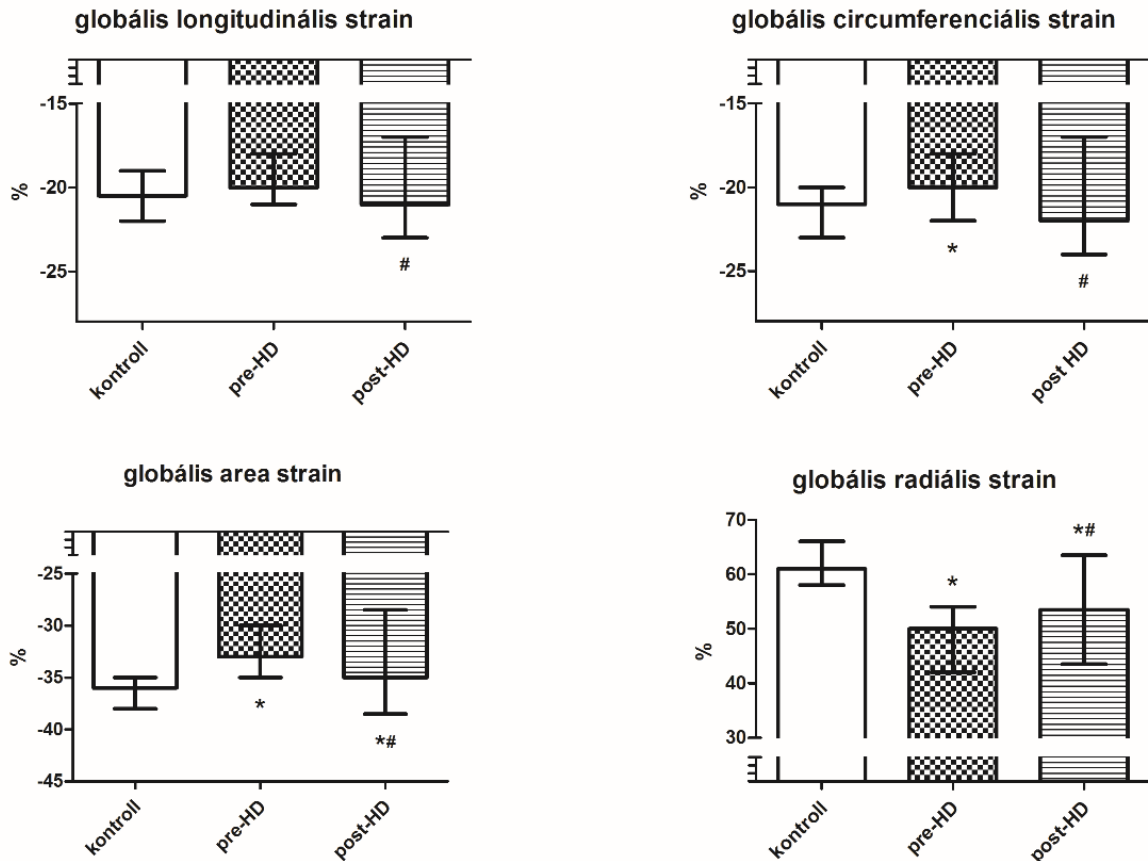 globális longitudinális strain
-15
-20
-25
%
#
kontroll
pre-HD
post-HD
globális circumferenciális strain
-15
-20
-25
%
*
#
kontroll
pre-HD
post HD
globális area strain
-25
-30
-35
-40
-45
%
*
*#
kontroll
pre-HD
post-HD
globális radiális strain
70
60
50
40
30
%
*
*#
kontroll
pre-HD
post-HD